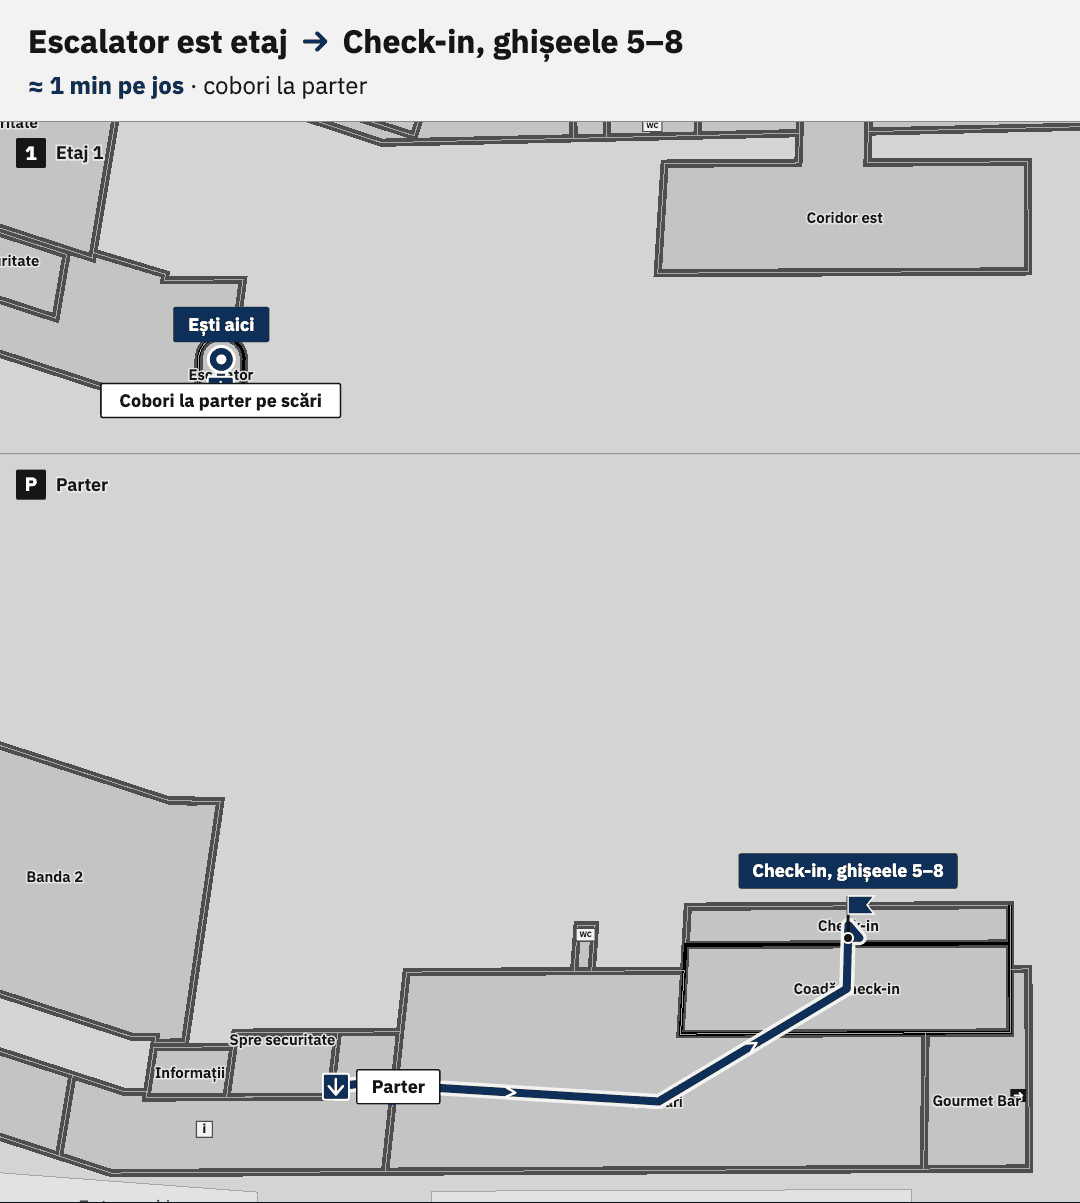 Escalator est etaj → Check-in, ghișeele 5–8
≈ 1 min pe jos · cobori la parter
1 Etaj 1
WC
Coridor est
Ești aici
Cobori la parter pe scări
P Parter
Banda 2
Check-in, ghișeele 5–8
WC
Spre securitate
Informații
i
Parter
Gourmet Bar